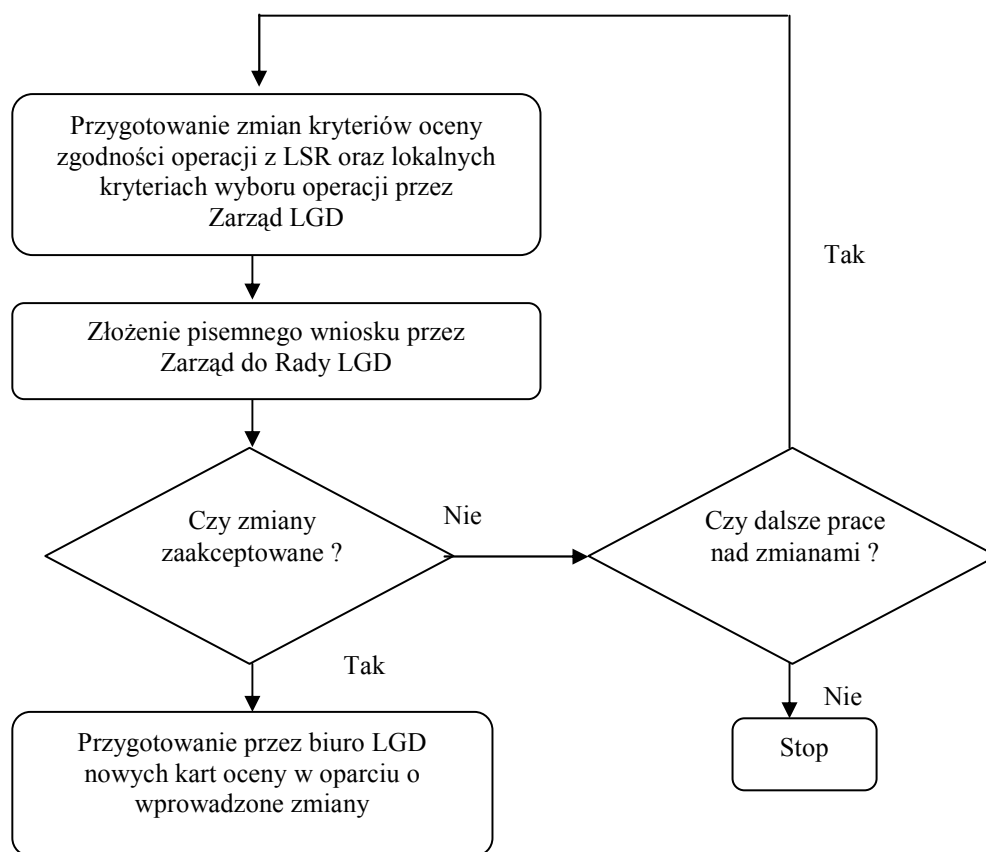 Przygotowanie zmian kryteriów oceny
zgodności operacji z LSR oraz lokalnych
kryteriach wyboru operacji przez
Zarząd LGD
Tak
Złożenie pisemnego wniosku przez
Zarząd do Rady LGD
Czy zmiany
zaakceptowane ?
Nie
Czy dalsze prace
nad zmianami ?
Tak
Nie
Przygotowanie przez biuro LGD
nowych kart oceny w oparciu o
wprowadzone zmiany
Stop